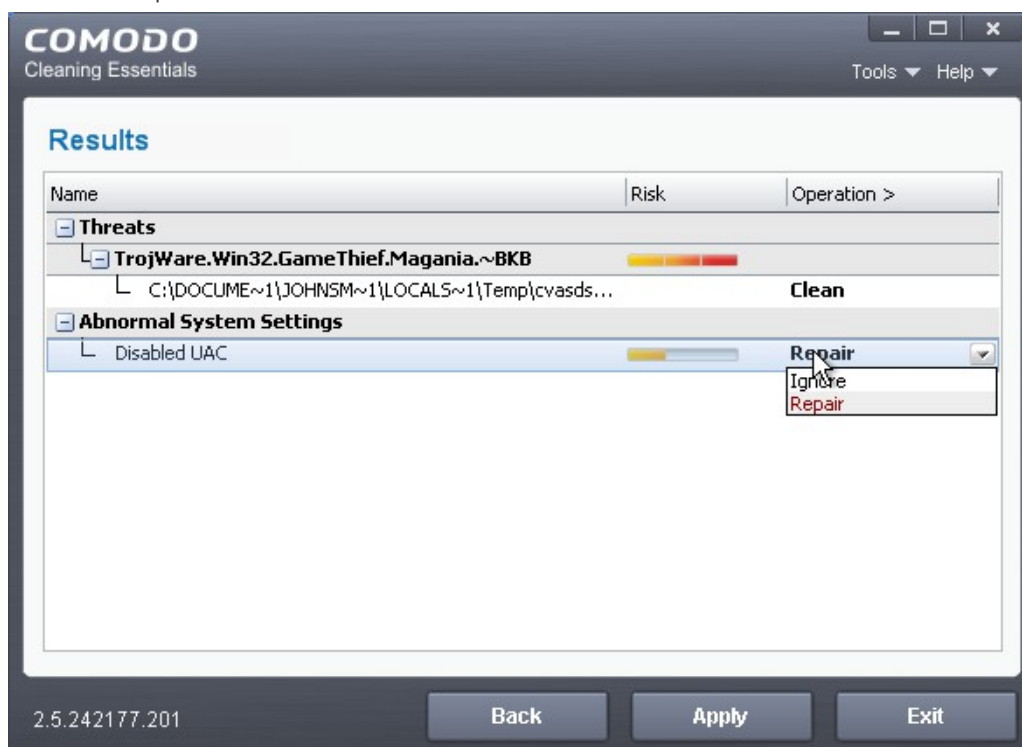 COMODO
Cleaning Essentials
Tools Help
Results
Name Risk Operation >
Threats
TrojWare.Win32.GameThief.Magania.~BKB
C:\DOCUME~1\JOHNSM~1\LOCALS~1\Temp\cvasds... Clean
Abnormal System Settings
Disabled UAC Repair
Ignore
Repair
2.5.242177.201 Back Apply Exit